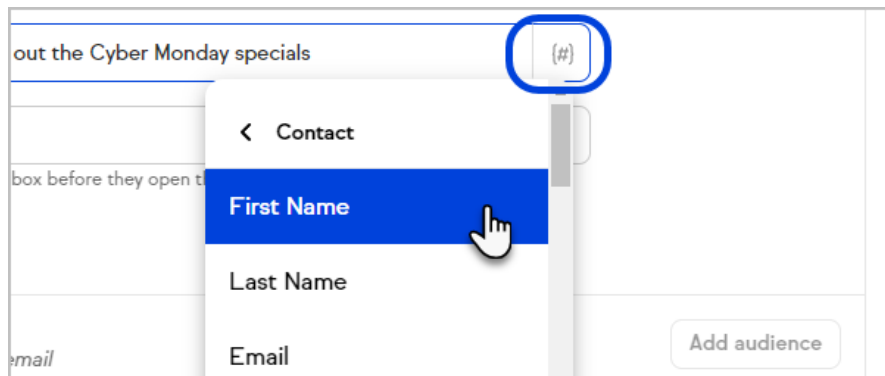 out the Cyber Monday specials {#}
Contact
box before they open t
First Name
Last Name
Add audience
email
Email